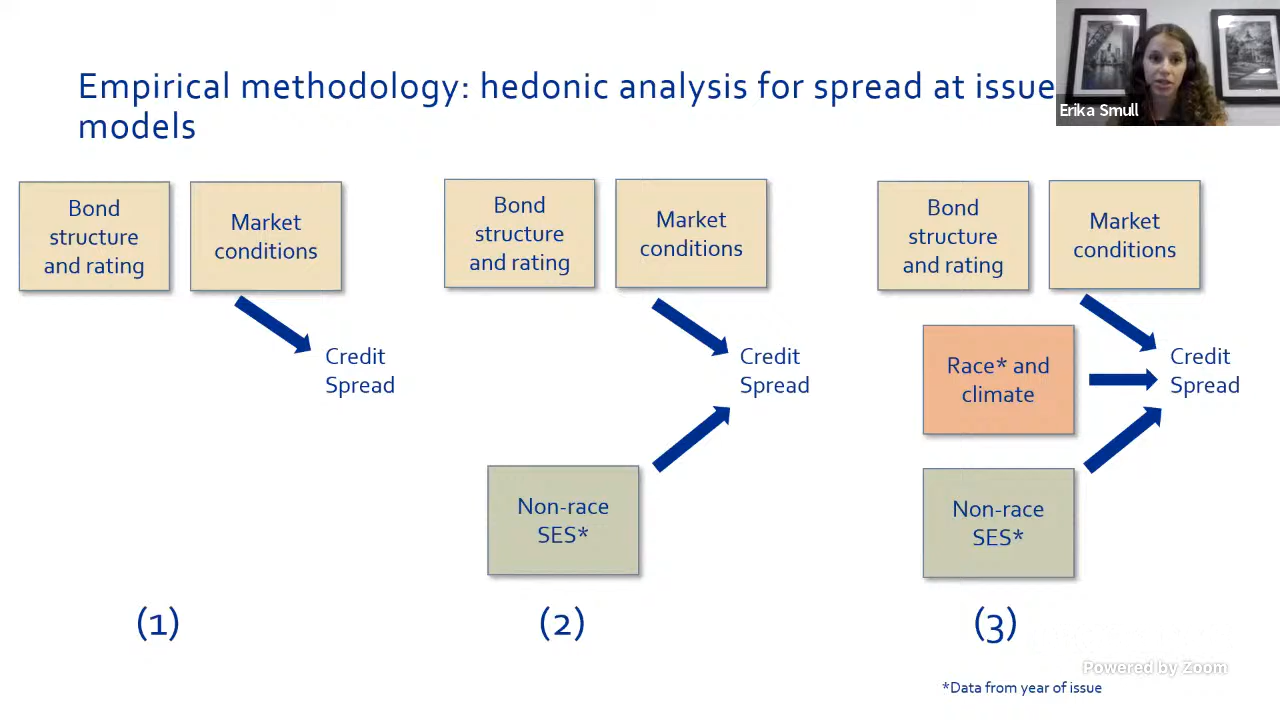 Empirical methodology: hedonic analysis for spread at issue
models
Erika Smull
Bond
structure
and rating
Market
conditions
Credit
Spread
(1)
Bond
structure
and rating
Market
conditions
Credit
Spread
Non-race
SES*
(2)
Bond
structure
and rating
Market
conditions
Race* and
climate
Credit
Spread
Non-race
SES*
(3)
Powered by Zoom
*Data from year of issue